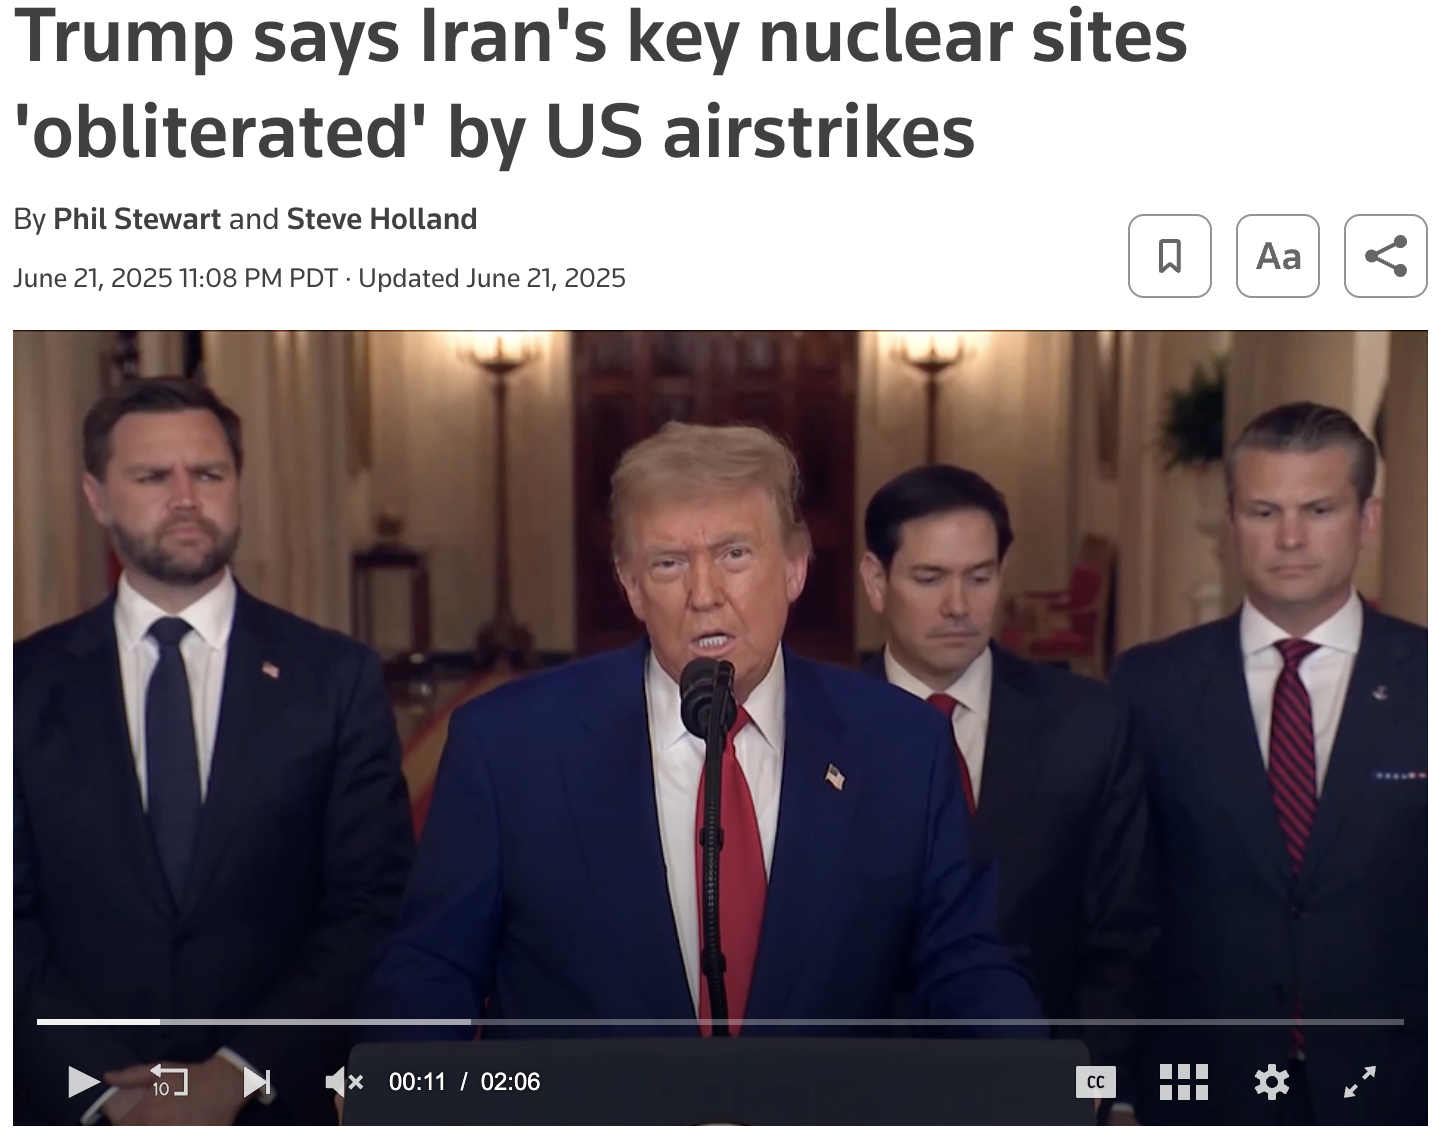 Trump says Iran's key nuclear sites
'obliterated' by US airstrikes
By Phil Stewart and Steve Holland
June 21, 2025 11:08 PM PDT · Updated June 21, 2025
Aa
10
00:11 / 02:06
CC